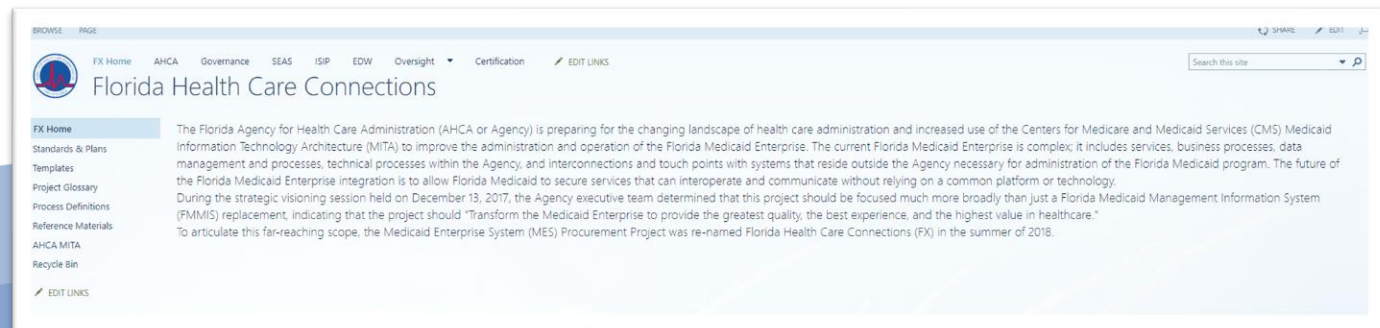 BROWSE PAGE
SHARE EDIT
FX Home AHCA Governance SEAS ISIP EDW Oversight Certification EDIT LINKS
Search this site
Florida Health Care Connections
FX Home
Standards & Plans
Templates
Project Glossary
Process Definitions
Reference Materials
AHCA MITA
Recycle Bin
EDIT LINKS
The Florida Agency for Health Care Administration (AHCA or Agency) is preparing for the changing landscape of health care administration and increased use of the Centers for Medicare and Medicaid Services (CMS) Medicaid
Information Technology Architecture (MITA) to improve the administration and operation of the Florida Medicaid Enterprise. The current Florida Medicaid Enterprise is complex; it includes services, business processes, data
management and processes, technical processes within the Agency, and interconnections and touch points with systems that reside outside the Agency necessary for administration of the Florida Medicaid program. The future of
the Florida Medicaid Enterprise integration is to allow Florida Medicaid to secure services that can interoperate and communicate without relying on a common platform or technology.
During the strategic visioning session held on December 13, 2017, the Agency executive team determined that this project should be focused much more broadly than just a Florida Medicaid Management Information System
(FMMIS) replacement, indicating that the project should "Transform the Medicaid Enterprise to provide the greatest quality, the best experience, and the highest value in healthcare."
To articulate this far-reaching scope, the Medicaid Enterprise System (MES) Procurement Project was re-named Florida Health Care Connections (FX) in the summer of 2018.